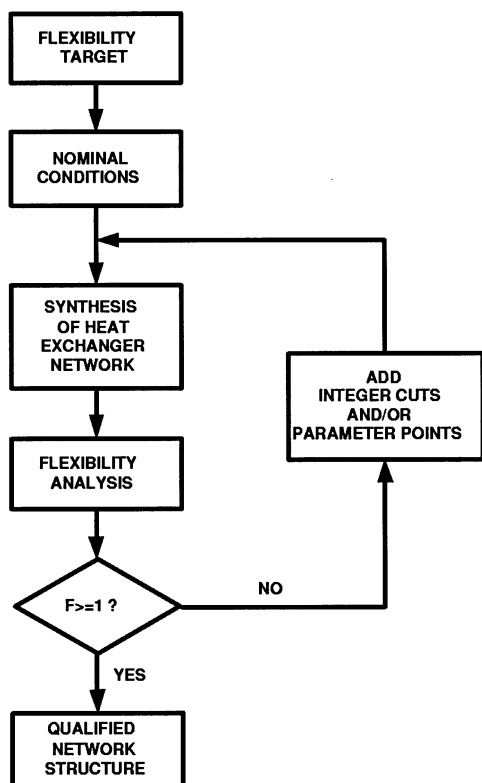 FLEXIBILITY
TARGET
NOMINAL
CONDITIONS
SYNTHESIS
OF HEAT
EXCHANGER
NETWORK
ADD
INTEGER CUTS
AND/OR
PARAMETER POINTS
FLEXIBILITY
ANALYSIS
F>=1 ?
NO
YES
QUALIFIED
NETWORK
STRUCTURE